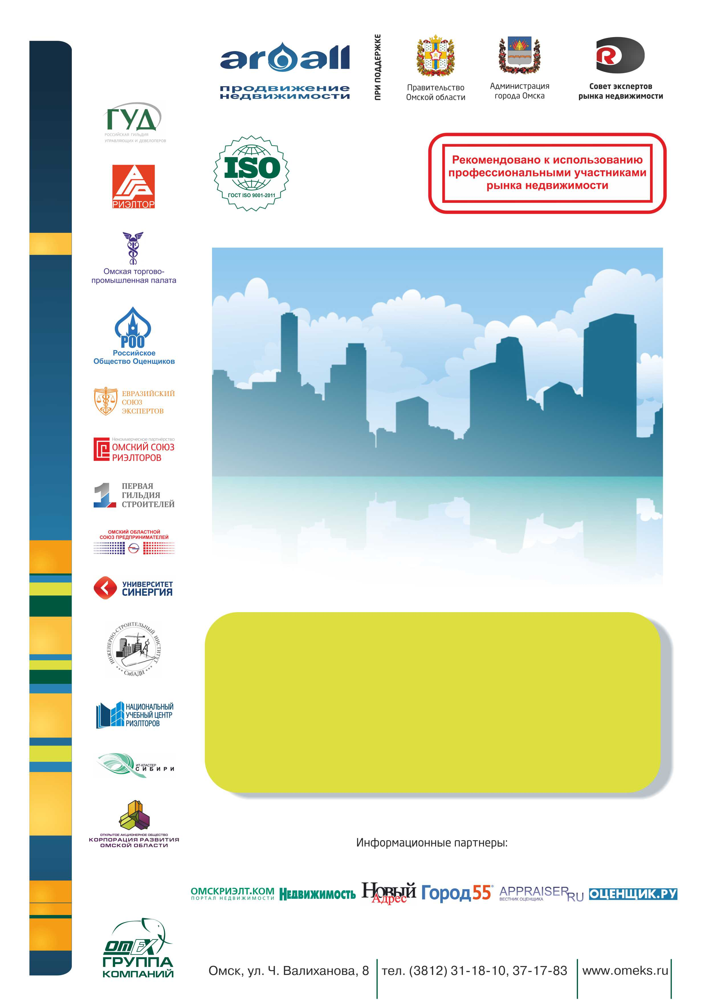 aroall
продвижение
недвижимости
ПРИ ПОДДЕРЖКЕ
Правительство
Омской области
Администрация
города Омска
R
Совет экспертов
рынка недвижимости
ГУД
РОССИЙСКАЯ ГИЛЬДИЯ
УПРАВЛЯЮЩИХ И ДЕВЕЛОПЕРОВ
ISO
ГОСТ ISO 9001-2011
Рекомендовано к использованию
профессиональными участниками
рынка недвижимости
РГР
РИЭЛТОР
Омская торгово-
промышленная палата
РОО
Российское
Общество Оценщиков
ЕВРАЗИЙСКИЙ
СОЮЗ
ЭКСПЕРТОВ
Некоммерческое партнёрство
ОМСКИЙ СОЮЗ
РИЭЛТОРОВ
1
ПЕРВАЯ
ГИЛЬДИЯ
СТРОИТЕЛЕЙ
ОМСКИЙ ОБЛАСТНОЙ
СОЮЗ ПРЕДПРИНИМАТЕЛЕЙ
УНИВЕРСИТЕТ
СИНЕРГИЯ
ИНЖЕНЕРНО-СТРОИТЕЛЬНЫЙ ИНСТИТУТ
*** СибАДИ ***
НАЦИОНАЛЬНЫЙ
УЧЕБНЫЙ ЦЕНТР
РИЭЛТОРОВ
ИТ-КЛАСТЕР
СИБИРИ
ОТКРЫТОЕ АКЦИОНЕРНОЕ ОБЩЕСТВО
КОРПОРАЦИЯ РАЗВИТИЯ
ОМСКОЙ ОБЛАСТИ
Информационные партнеры:
ОМСКРИЭЛТ.КОМ
ПОРТАЛ НЕДВИЖИМОСТИ
НЕДВИЖИМОСТЬ
Новый
Адрес
Город 55®
APPRAISER.RU
ВЕСТНИК ОЦЕНЩИКА
ОЦЕНЩИК.РУ
OMEX
ГРУППА
КОМПАНИЙ
Омск, ул. Ч. Валиханова, 8 тел. (3812) 31-18-10, 37-17-83 www.omeks.ru